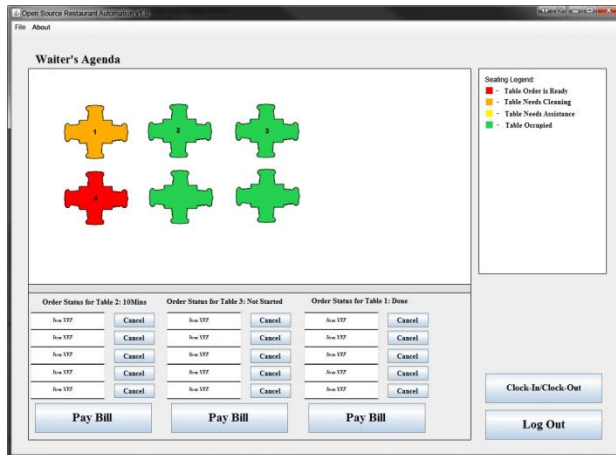 Open Source Restaurant Automation v1.0
File About
Waiter's Agenda
Seating Legend:
- Table Order is Ready
- Table Needs Cleaning
- Table Needs Assistance
- Table Occupied
1 2 3
4
Order Status for Table 2: 10Mins Order Status for Table 3: Not Started Order Status for Table 1: Done
Item XYZ Cancel Item XYZ Cancel Item XYZ Cancel
Item XYZ Cancel Item XYZ Cancel Item XYZ Cancel
Item XYZ Cancel Item XYZ Cancel Item XYZ Cancel
Item XYZ Cancel Item XYZ Cancel Item XYZ Cancel
Item XYZ Cancel Item XYZ Cancel Item XYZ Cancel
Pay Bill Pay Bill Pay Bill
Clock-In/Clock-Out
Log Out